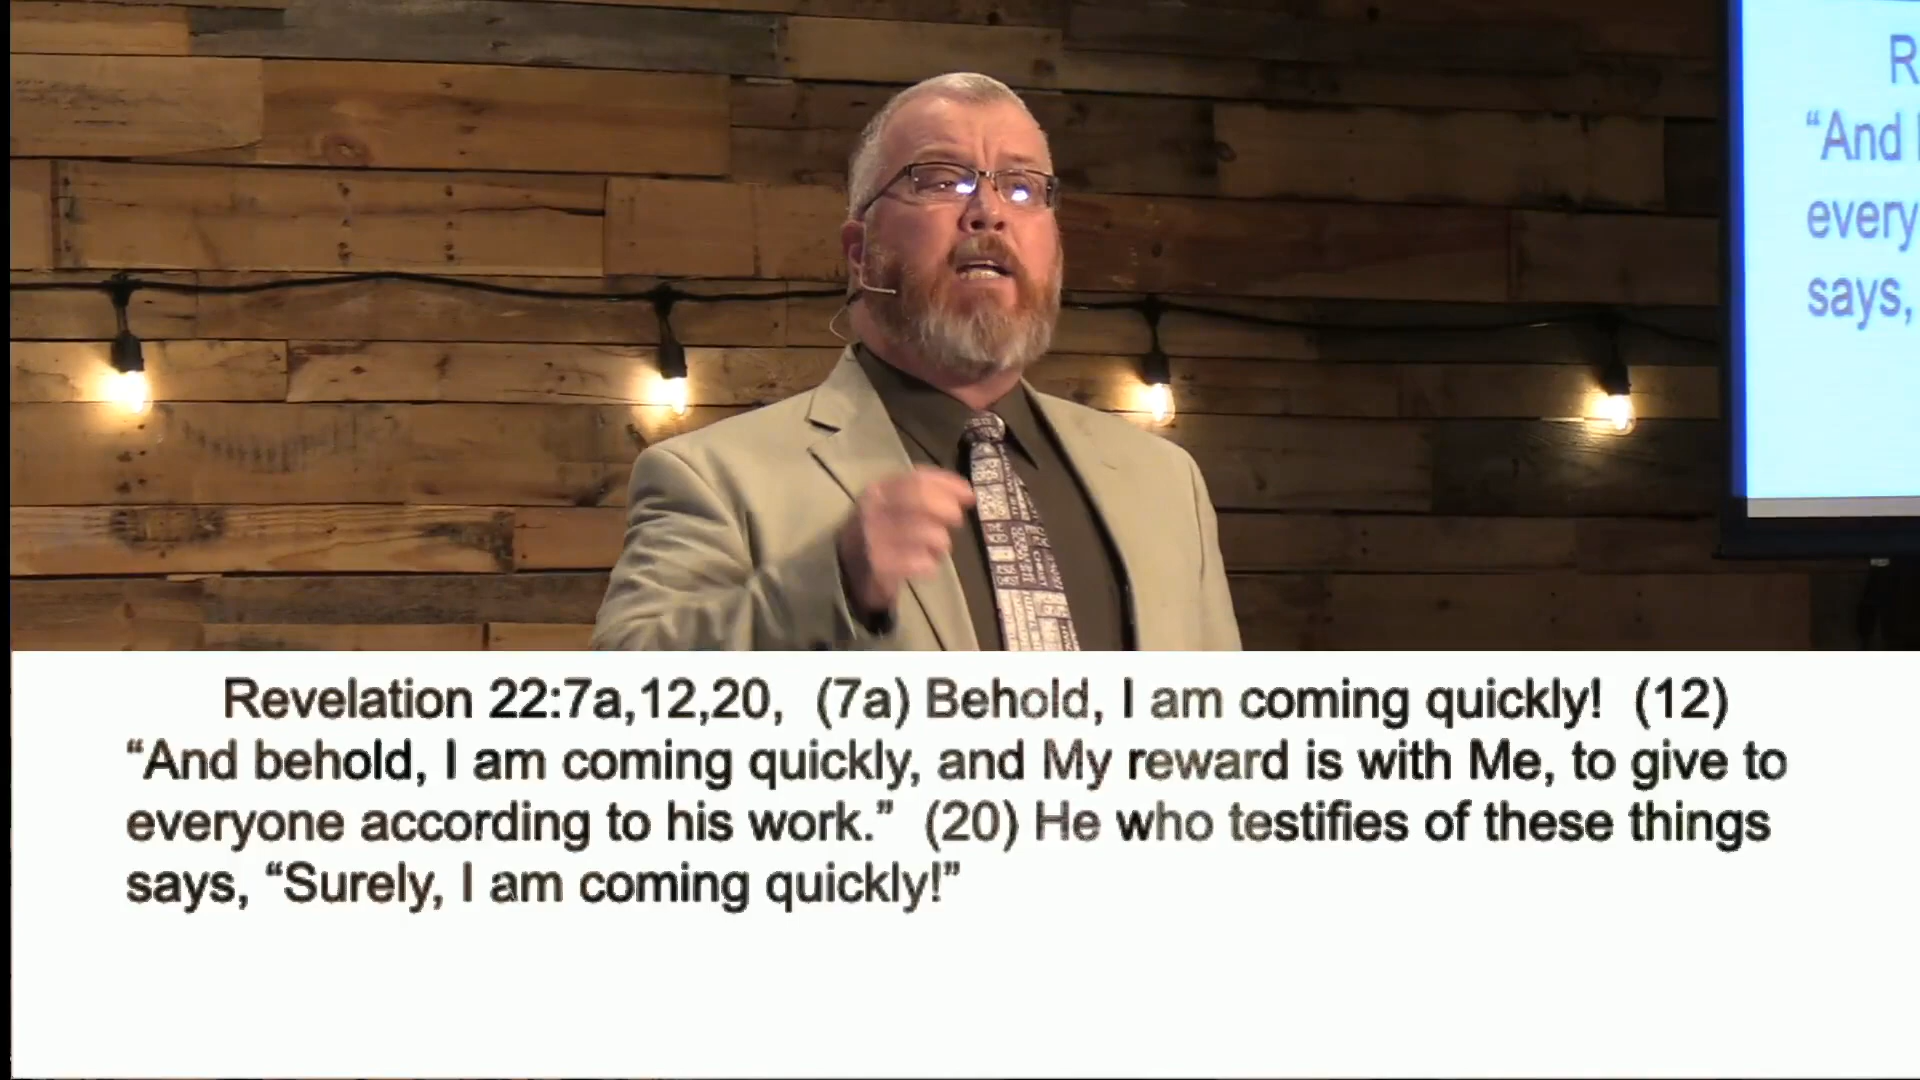 R
“And
every
says,
Revelation 22:7a,12,20, (7a) Behold, I am coming quickly! (12)
“And behold, I am coming quickly, and My reward is with Me, to give to
everyone according to his work.” (20) He who testifies of these things
says, “Surely, I am coming quickly!”